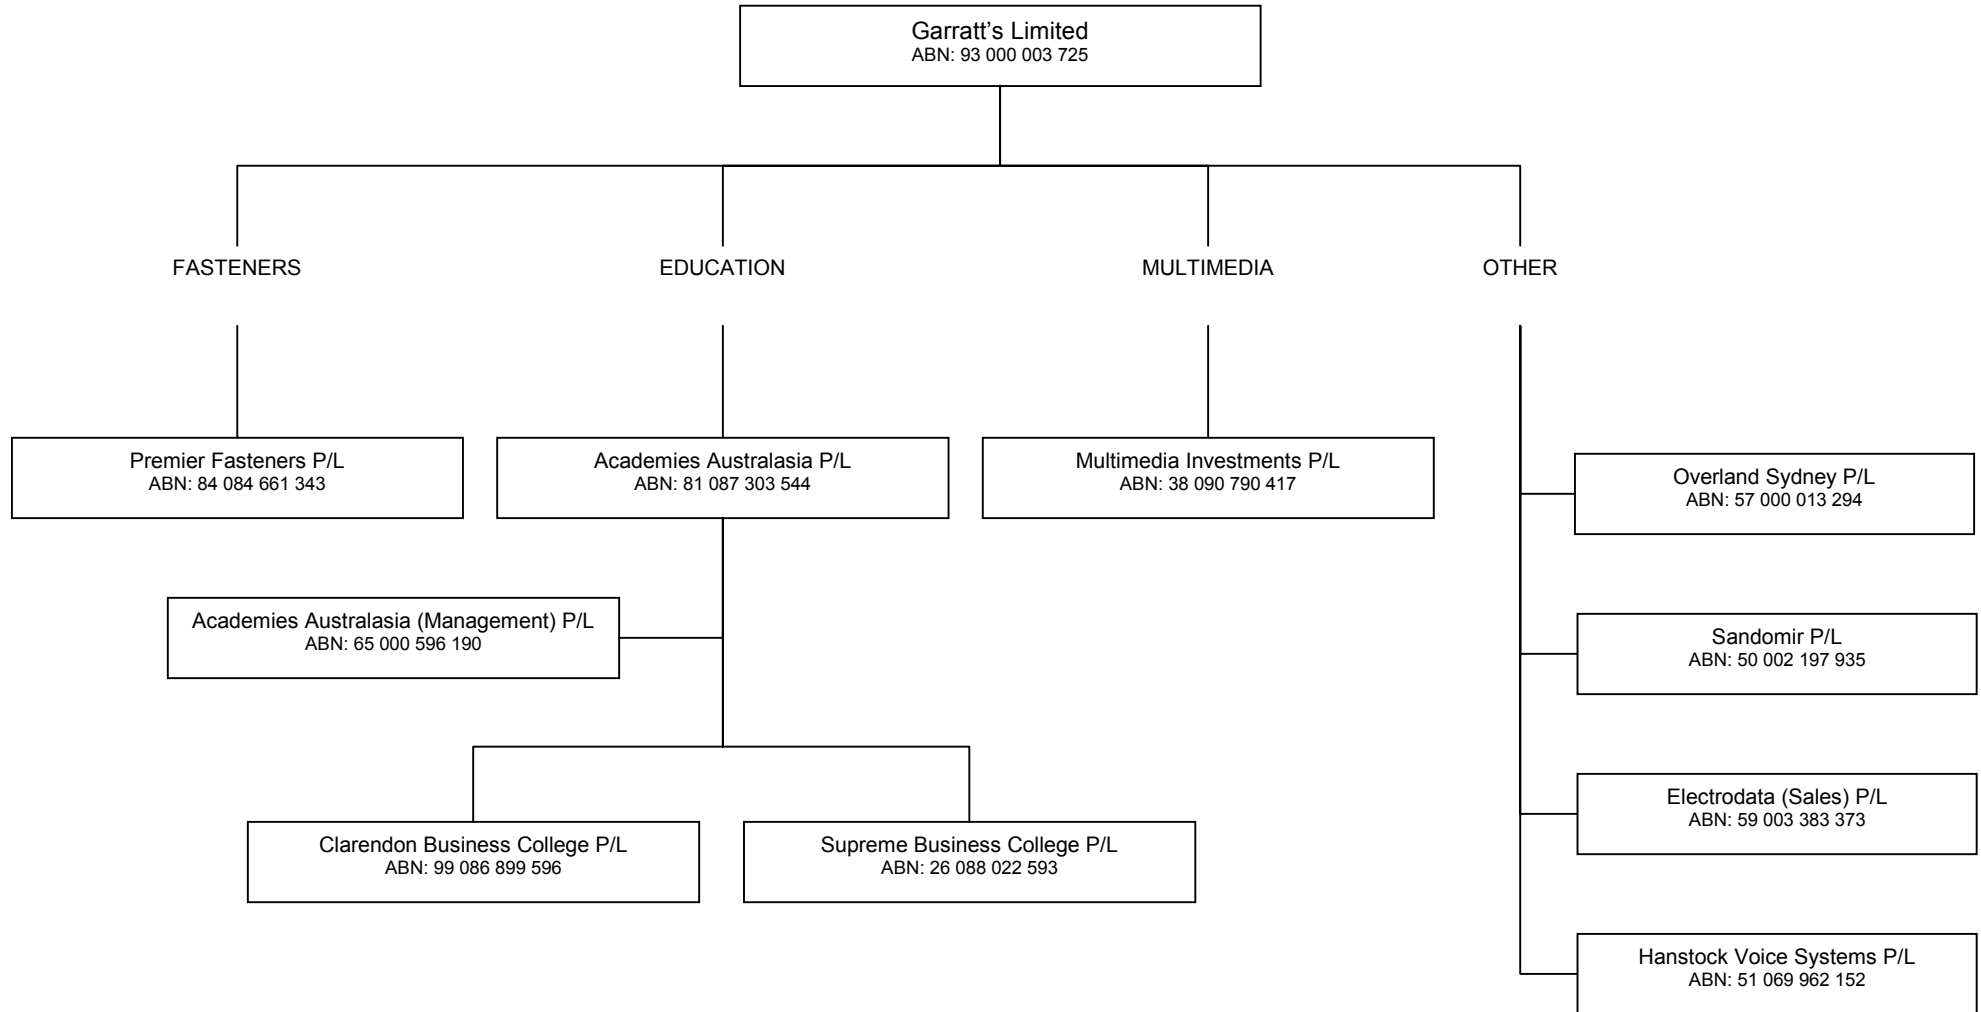 Garratt’s Limited
ABN: 93 000 003 725
FASTENERS
EDUCATION
MULTIMEDIA
OTHER
Premier Fasteners P/L
ABN: 84 084 661 343
Academies Australasia P/L
ABN: 81 087 303 544
Multimedia Investments P/L
ABN: 38 090 790 417
Overland Sydney P/L
ABN: 57 000 013 294
Academies Australasia (Management) P/L
ABN: 65 000 596 190
Sandomir P/L
ABN: 50 002 197 935
Electrodata (Sales) P/L
ABN: 59 003 383 373
Clarendon Business College P/L
ABN: 99 086 899 596
Supreme Business College P/L
ABN: 26 088 022 593
Hanstock Voice Systems P/L
ABN: 51 069 962 152